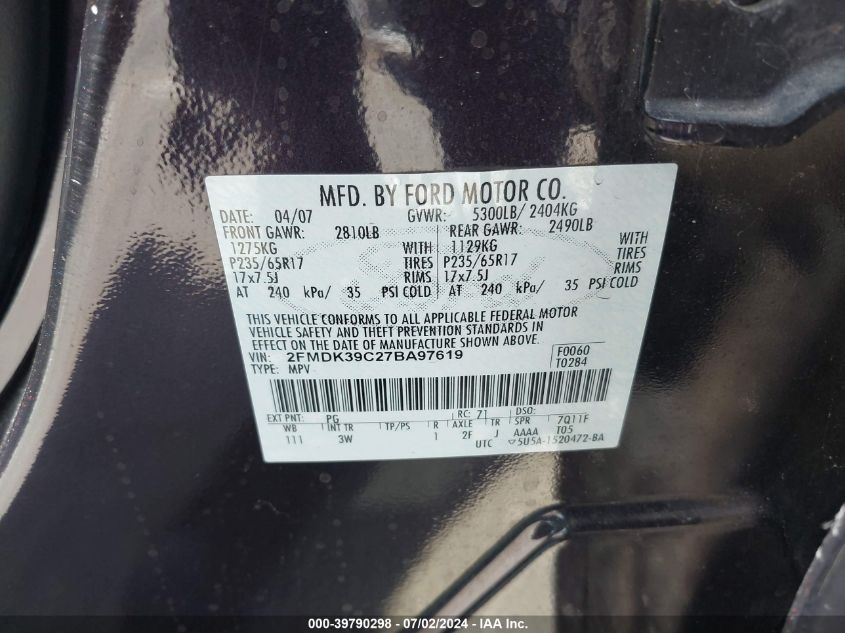 MFD. BY FORD MOTOR CO.
DATE: 04/07 GVWR: 5300LB/ 2404KG
FRONT GAWR: 2810LB REAR GAWR: 2490LB
1275KG WITH 1129KG WITH
P235/65R17 TIRES P235/65R17 TIRES
17x7.5J RIMS 17x7.5J RIMS
AT 240 kPa/ 35 PSI COLD AT 240 kPa/ 35 PSI COLD
THIS VEHICLE CONFORMS TO ALL APPLICABLE FEDERAL MOTOR
VEHICLE SAFETY AND THEFT PREVENTION STANDARDS IN
EFFECT ON THE DATE OF MANUFACTURE SHOWN ABOVE.
VIN: 2FMDK39C27BA97619 F0060
TYPE: MPV T0284
EXT PNT: PG RC: 71 DSO:
WB INT TR TP/PS R AXLE TR SPR 7Q11F
111 3W 1 2F J AAAA T05
UTC 5U5A-1520472-BA
000-39790298 - 07/02/2024 - IAA Inc.